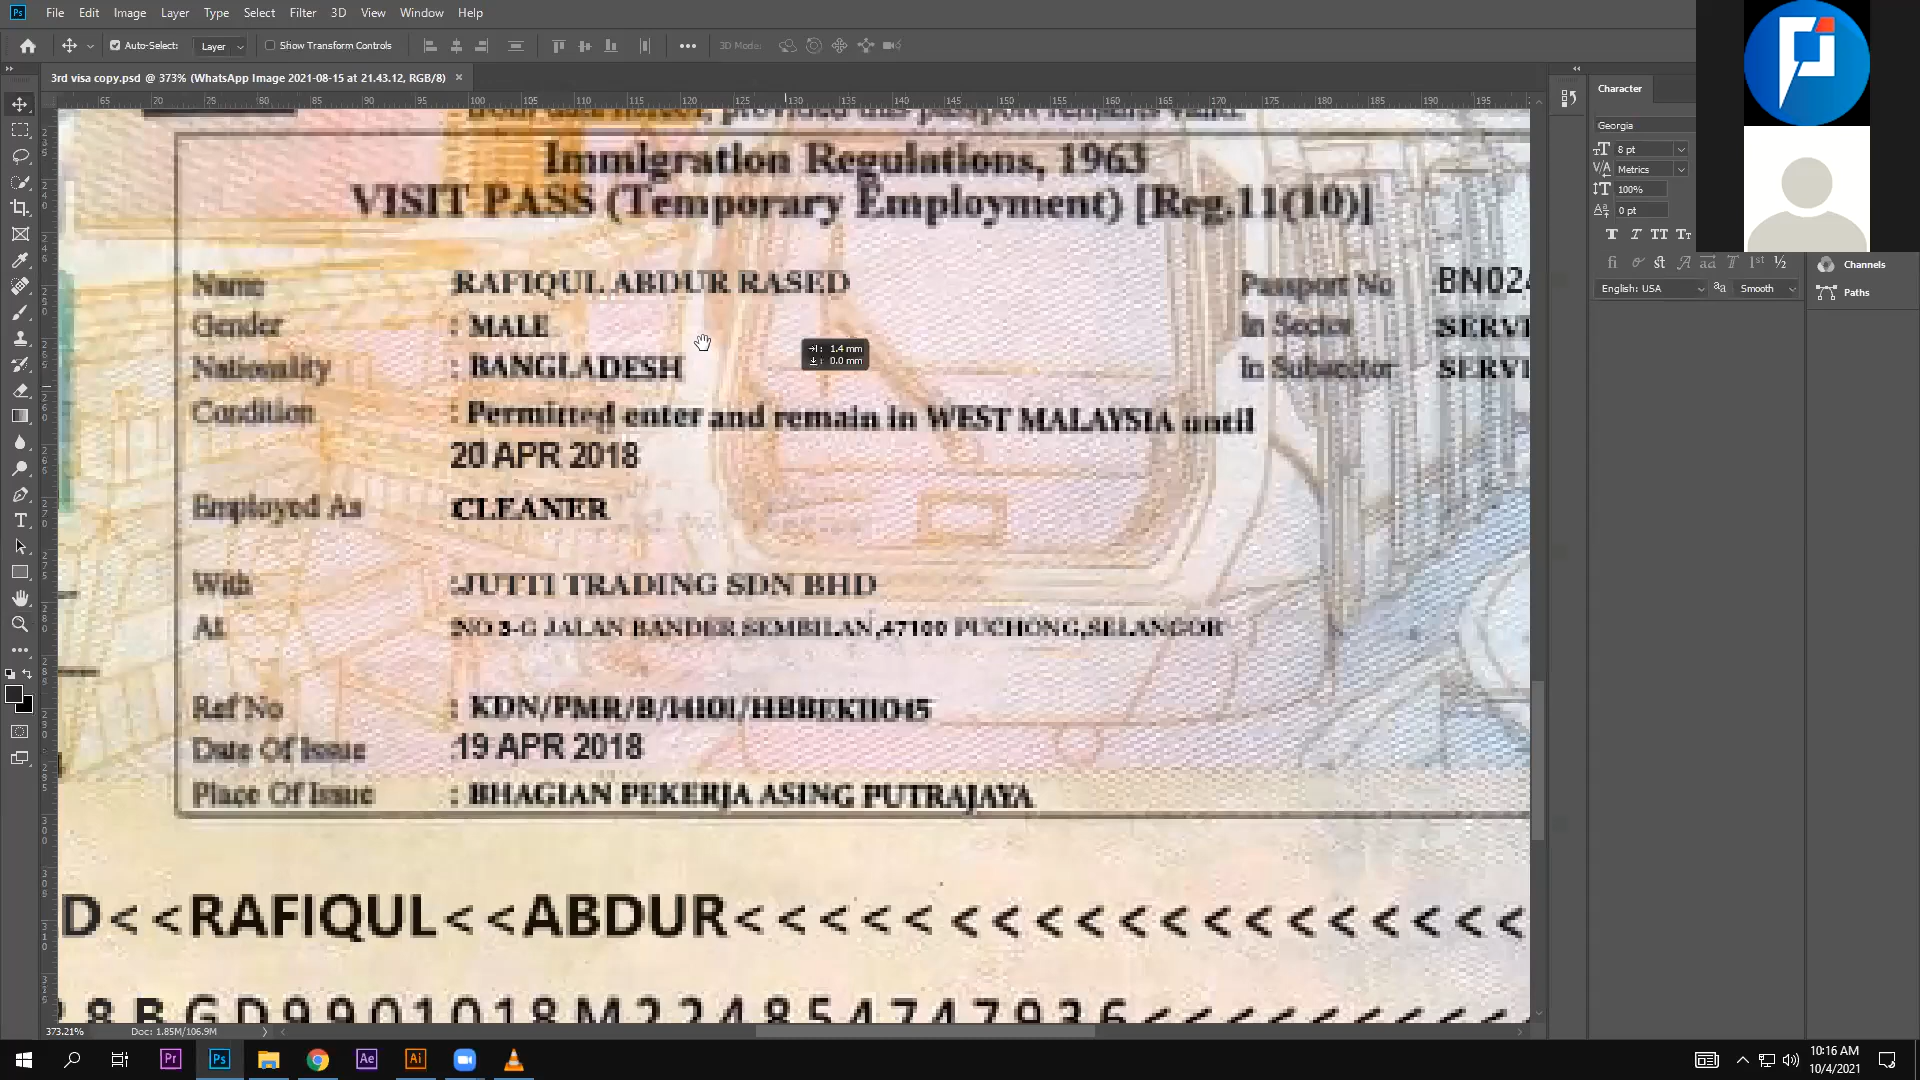 File Edit Image Layer Type Select Filter 3D View Window Help
Auto-Select: Layer Show Transform Controls 3D Mode:
3rd visa copy.psd @ 373% (WhatsApp Image 2021-08-15 at 21.43.12, RGB/8)
Character
Georgia
8 pt
Metrics
100%
0 pt
English: USA Smooth
Channels
Paths
Immigration Regulations, 1963
VISIT PASS (Temporary Employment) [Reg.11(10)]
Name :RAFIQUL ABDUR RASED Passport No BN02
Gender : MALE In Sector SERVI
Nationality : BANGLADESH In Subsector SERVI
1.4 mm
0.0 mm
Condition : Permitted enter and remain in WEST MALAYSIA until
20 APR 2018
Employed As CLEANER
With :JUTTI TRADING SDN BHD
At NO 3-G JALAN BANDER SEMBILAN,47100 PUCHONG,SELANGOR
Ref No : KDN/PMR/B/
Date Of Issue :19 APR 2018
Place Of Issue : BHAGIAN PEKERJA ASING PUTRAJAYA
D<<RAFIQUL<<ABDUR<<<<<<<<<<<<<<<<<<<
8BGD9901018M22485474 7936<<<<<<<<<
373.21% Doc: 1.85M/106.9M
10:16 AM
10/4/2021